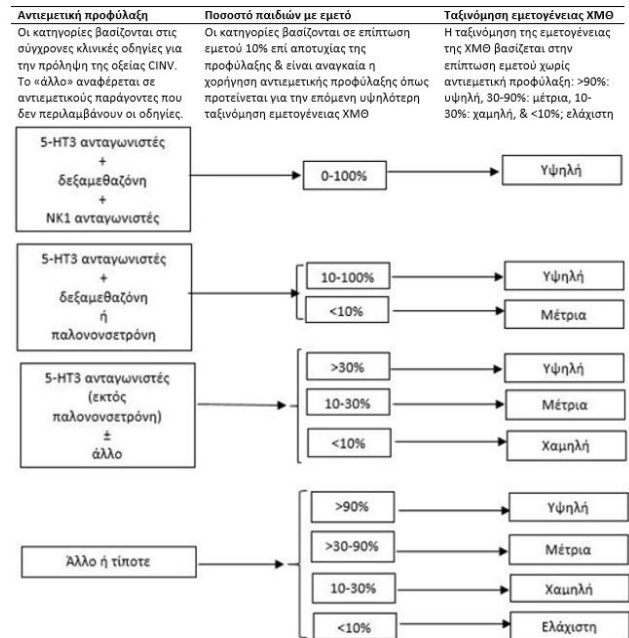 Αντιεμετική προφύλαξη
Οι κατηγορίες βασίζονται στις
σύγχρονες κλινικές οδηγίες για
την πρόληψη της οξείας CINV.
Το «άλλο» αναφέρεται σε
αντιεμετικούς παράγοντες που
δεν περιλαμβάνουν οι οδηγίες.
Ποσοστό παιδιών με εμετό
Οι κατηγορίες βασίζονται σε επίπτωση
εμετού 10% επί αποτυχίας της
προφύλαξης & είναι αναγκαία η
χορήγηση αντιεμετικής προφύλαξης όπως
προτείνεται για την επόμενη υψηλότερη
ταξινόμηση εμετογένειας ΧΜΘ
Ταξινόμηση εμετογένειας ΧΜΘ
Η ταξινόμηση της εμετογένειας
της ΧΜΘ βασίζεται στην
επίπτωση εμετού χωρίς
αντιεμετική προφύλαξη: >90%:
υψηλή, 30-90%: μέτρια, 10-
30%: χαμηλή, & <10%; ελάχιστη
5-HT3 ανταγωνιστές
+
δεξαμεθαζόνη
+
NK1 ανταγωνιστές
0-100%
Υψηλή
5-HT3 ανταγωνιστές
+
δεξαμεθαζόνη
ή
παλονονσετρόνη
10-100%
Υψηλή
<10%
Μέτρια
5-HT3 ανταγωνιστές
(εκτός
παλονονσετρόνη)
±
άλλο
>30%
Υψηλή
10-30%
Μέτρια
<10%
Χαμηλή
Άλλο ή τίποτε
>90%
Υψηλή
>30-90%
Μέτρια
10-30%
Χαμηλή
<10%
Ελάχιστη